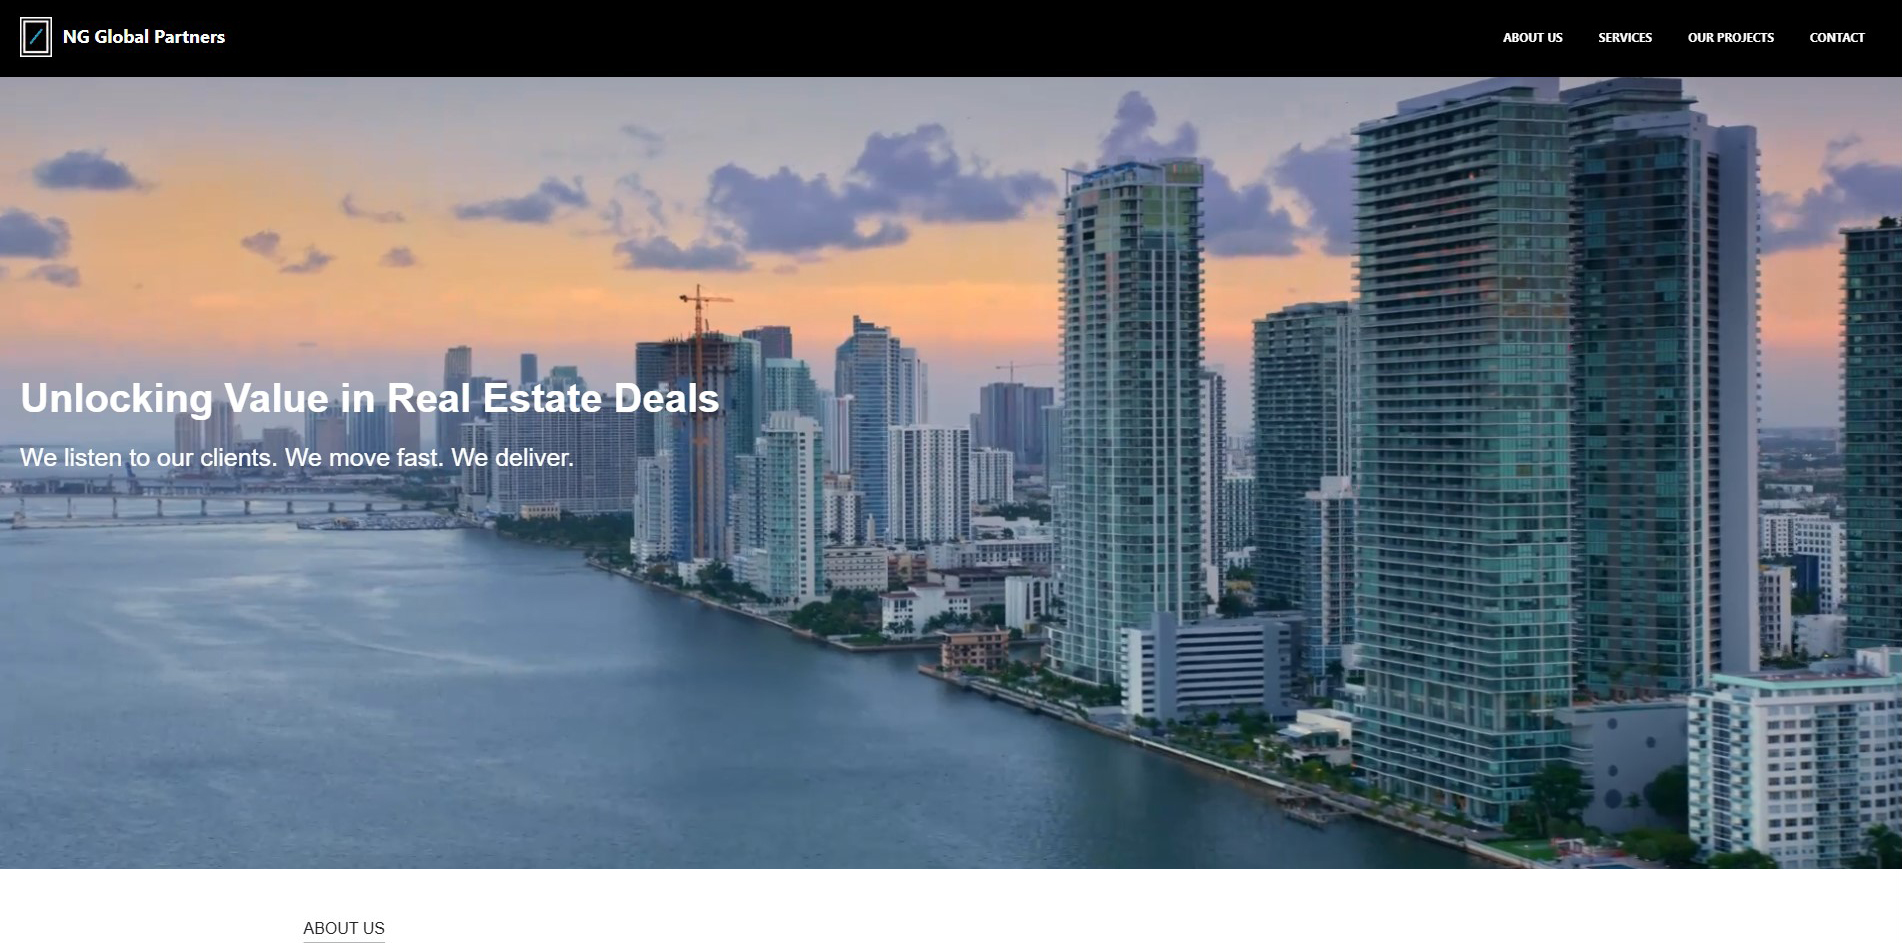 NG Global Partners
ABOUT US
SERVICES
OUR PROJECTS
CONTACT
Unlocking Value in Real Estate Deals
We listen to our clients. We move fast. We deliver.
ABOUT US